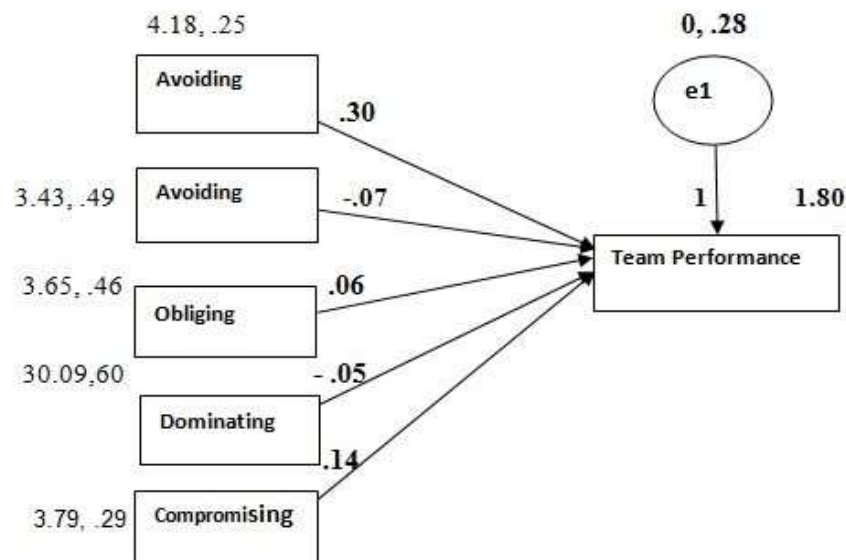 4.18, .25
0, .28
Avoiding
e1
.30
3.43, .49
Avoiding
-.07
1
1.80
Team Performance
3.65, .46
Obliging
.06
30.09,60
- .05
Dominating
.14
3.79, .29
Compromising